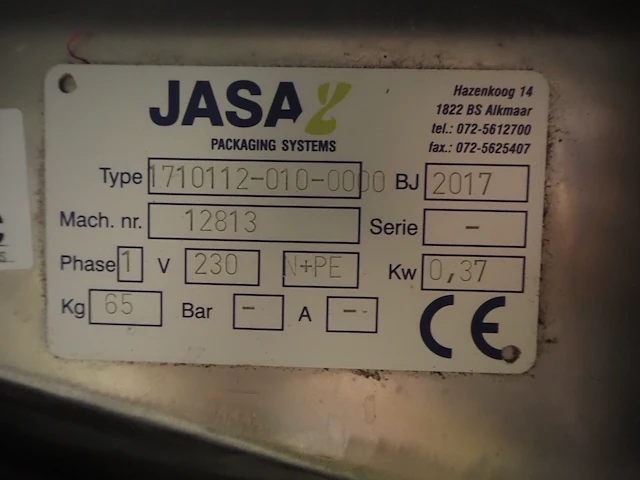 JASA
PACKAGING SYSTEMS
Hazenkoog 14
1822 BS Alkmaar
tel.: 072-5612700
fax.: 072-5625407
Type 1710112-010-0000 BJ 2017
Mach. nr. 12813 Serie -
Phase 1 V 230 N+PE Kw 0,37
Kg 65 Bar - A -
CE